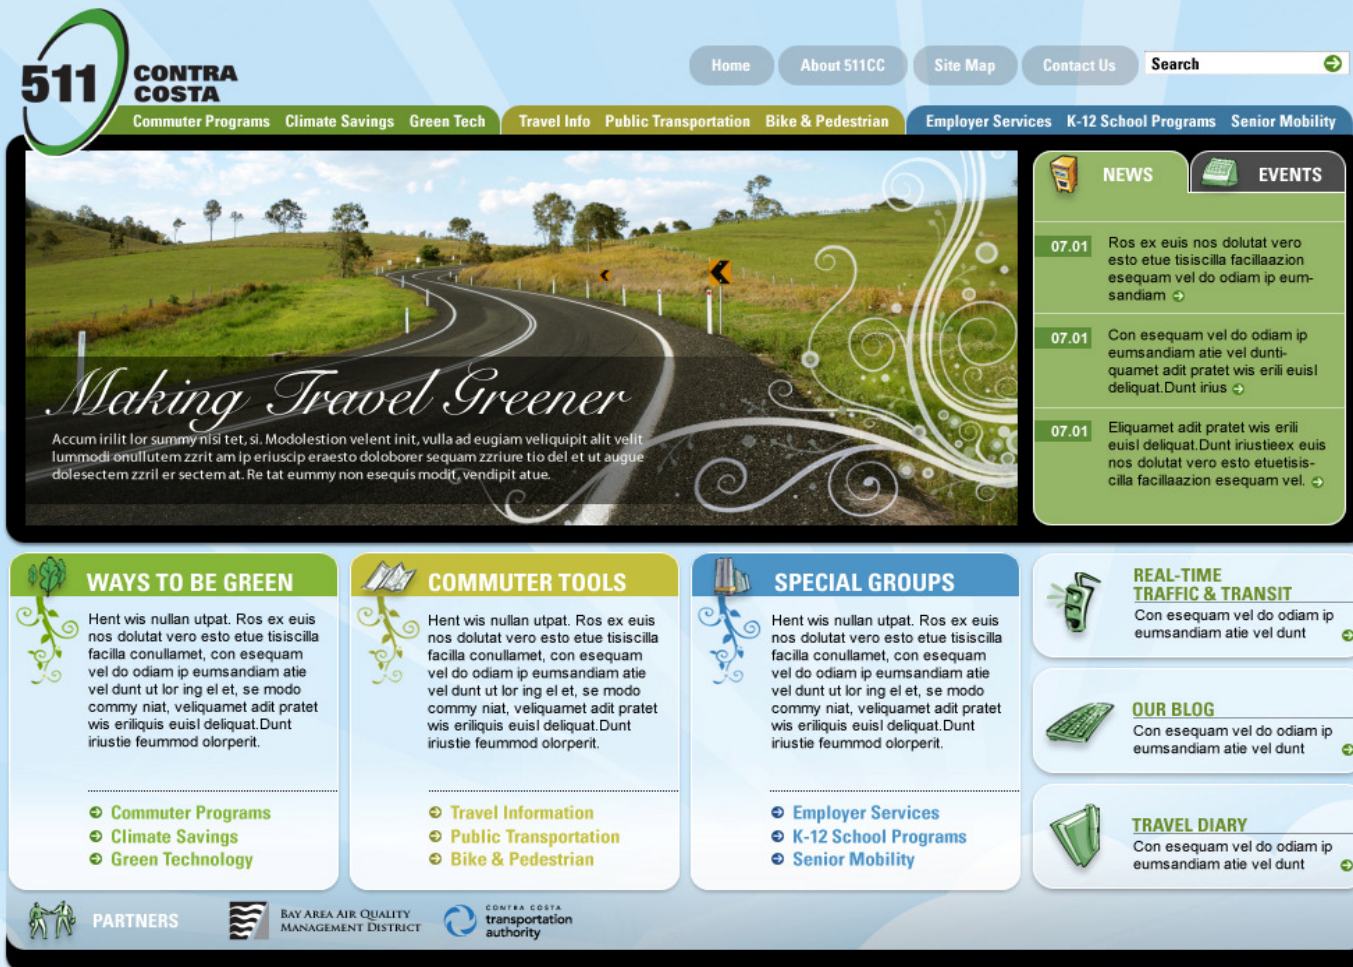 511 CONTRA
COSTA
Home About 511CC Site Map Contact Us Search
Commuter Programs Climate Savings Green Tech Travel Info Public Transportation Bike & Pedestrian Employer Services K-12 School Programs Senior Mobility
Making Travel Greener
Accum irilit lor summy nisi tet, si. Modolestion velent init, vulla ad eugiam veliquipit alit velit
lummodi onullutem zzrit am ip eriuscip eraesto doloborer sequam zzriure tio del et ut augue
dolesectem zzril er sectem at. Re tat eummy non esequis modit, vendipit atue.
NEWS EVENTS
07.01 Ros ex euis nos dolutat vero
esto etue tisiscilla facillaazion
esequam vel do odiam ip eum-
sandiam
07.01 Con esequam vel do odiam ip
eumsandiam atie vel dunti-
quamet adit pratet wis erili euisl
deliquat.Dunt irius
07.01 Eliquamet adit pratet wis erili
euisl deliquat.Dunt iriustieex euis
nos dolutat vero esto etuetisis-
cilla facillaazion esequam vel.
WAYS TO BE GREEN
Hent wis nullan utpat. Ros ex euis
nos dolutat vero esto etue tisiscilla
facilla conullamet, con esequam
vel do odiam ip eumsandiam atie
vel dunt ut lor ing el et, se modo
commy niat, veliquamet adit pratet
wis eriliquis euisl deliquat.Dunt
iriustie feummod olorperit.
Commuter Programs
Climate Savings
Green Technology
COMMUTER TOOLS
Hent wis nullan utpat. Ros ex euis
nos dolutat vero esto etue tisiscilla
facilla conullamet, con esequam
vel do odiam ip eumsandiam atie
vel dunt ut lor ing el et, se modo
commy niat, veliquamet adit pratet
wis eriliquis euisl deliquat.Dunt
iriustie feummod olorperit.
Travel Information
Public Transportation
Bike & Pedestrian
SPECIAL GROUPS
Hent wis nullan utpat. Ros ex euis
nos dolutat vero esto etue tisiscilla
facilla conullamet, con esequam
vel do odiam ip eumsandiam atie
vel dunt ut lor ing el et, se modo
commy niat, veliquamet adit pratet
wis eriliquis euisl deliquat.Dunt
iriustie feummod olorperit.
Employer Services
K-12 School Programs
Senior Mobility
REAL-TIME
TRAFFIC & TRANSIT
Con esequam vel do odiam ip
eumsandiam atie vel dunt
OUR BLOG
Con esequam vel do odiam ip
eumsandiam atie vel dunt
TRAVEL DIARY
Con esequam vel do odiam ip
eumsandiam atie vel dunt
PARTNERS
BAY AREA AIR QUALITY
MANAGEMENT DISTRICT
CONTRA COSTA
transportation
authority